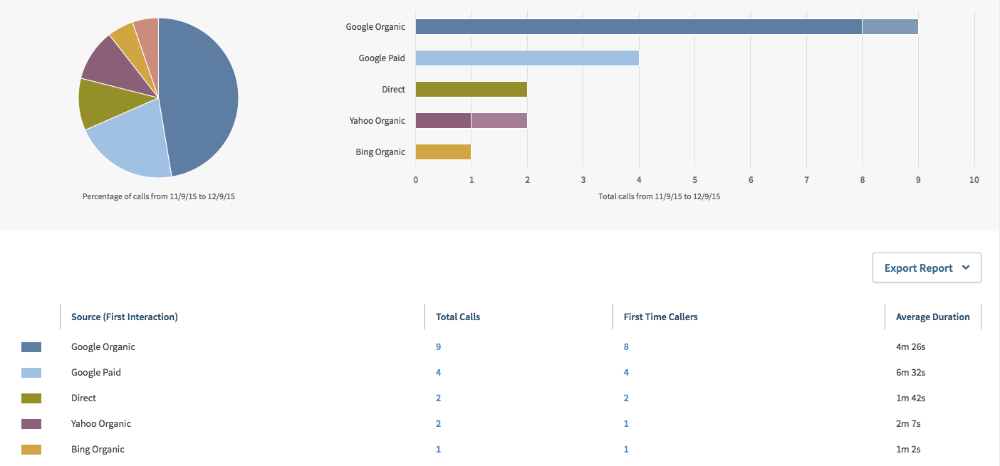 Google Organic
Google Paid
Direct
Yahoo Organic
Bing Organic
0 1 2 3 4 5 6 7 8 9 10
Percentage of calls from 11/9/15 to 12/9/15
Total calls from 11/9/15 to 12/9/15
Export Report
Source (First Interaction) Total Calls First Time Callers Average Duration
Google Organic 9 8 4m 26s
Google Paid 4 4 6m 32s
Direct 2 2 1m 42s
Yahoo Organic 2 1 2m 7s
Bing Organic 1 1 1m 2s